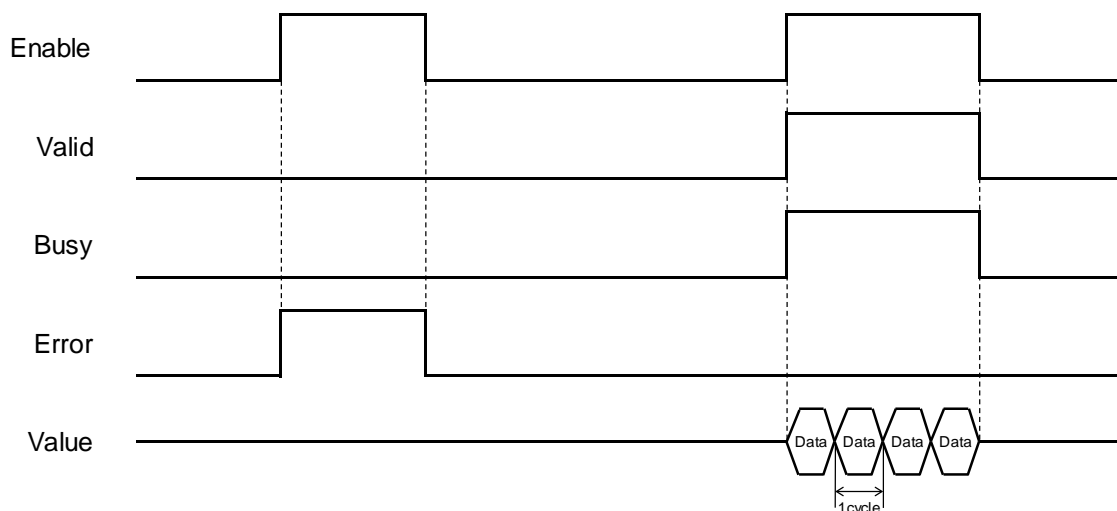 Enable
Valid
Busy
Error
Value
Data Data Data Data
1cycle